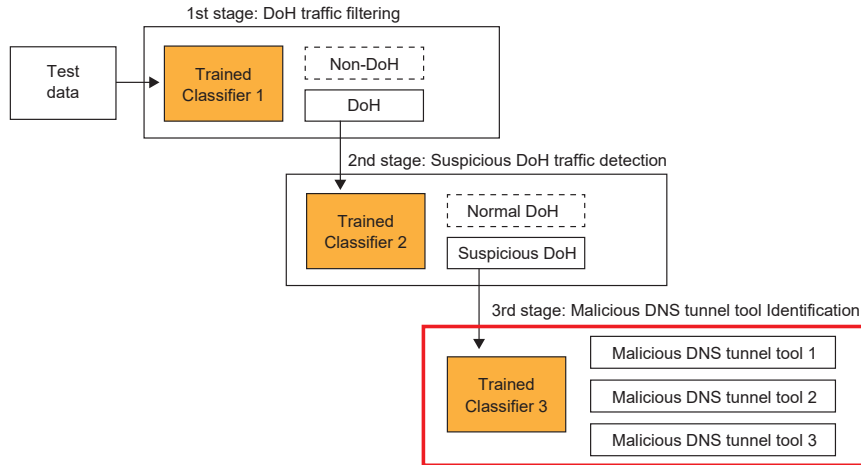 1st stage: DoH traffic filtering
Test
data
Trained
Classifier 1
Non-DoH
DoH
2nd stage: Suspicious DoH traffic detection
Trained
Classifier 2
Normal DoH
Suspicious DoH
3rd stage: Malicious DNS tunnel tool Identification
Trained
Classifier 3
Malicious DNS tunnel tool 1
Malicious DNS tunnel tool 2
Malicious DNS tunnel tool 3